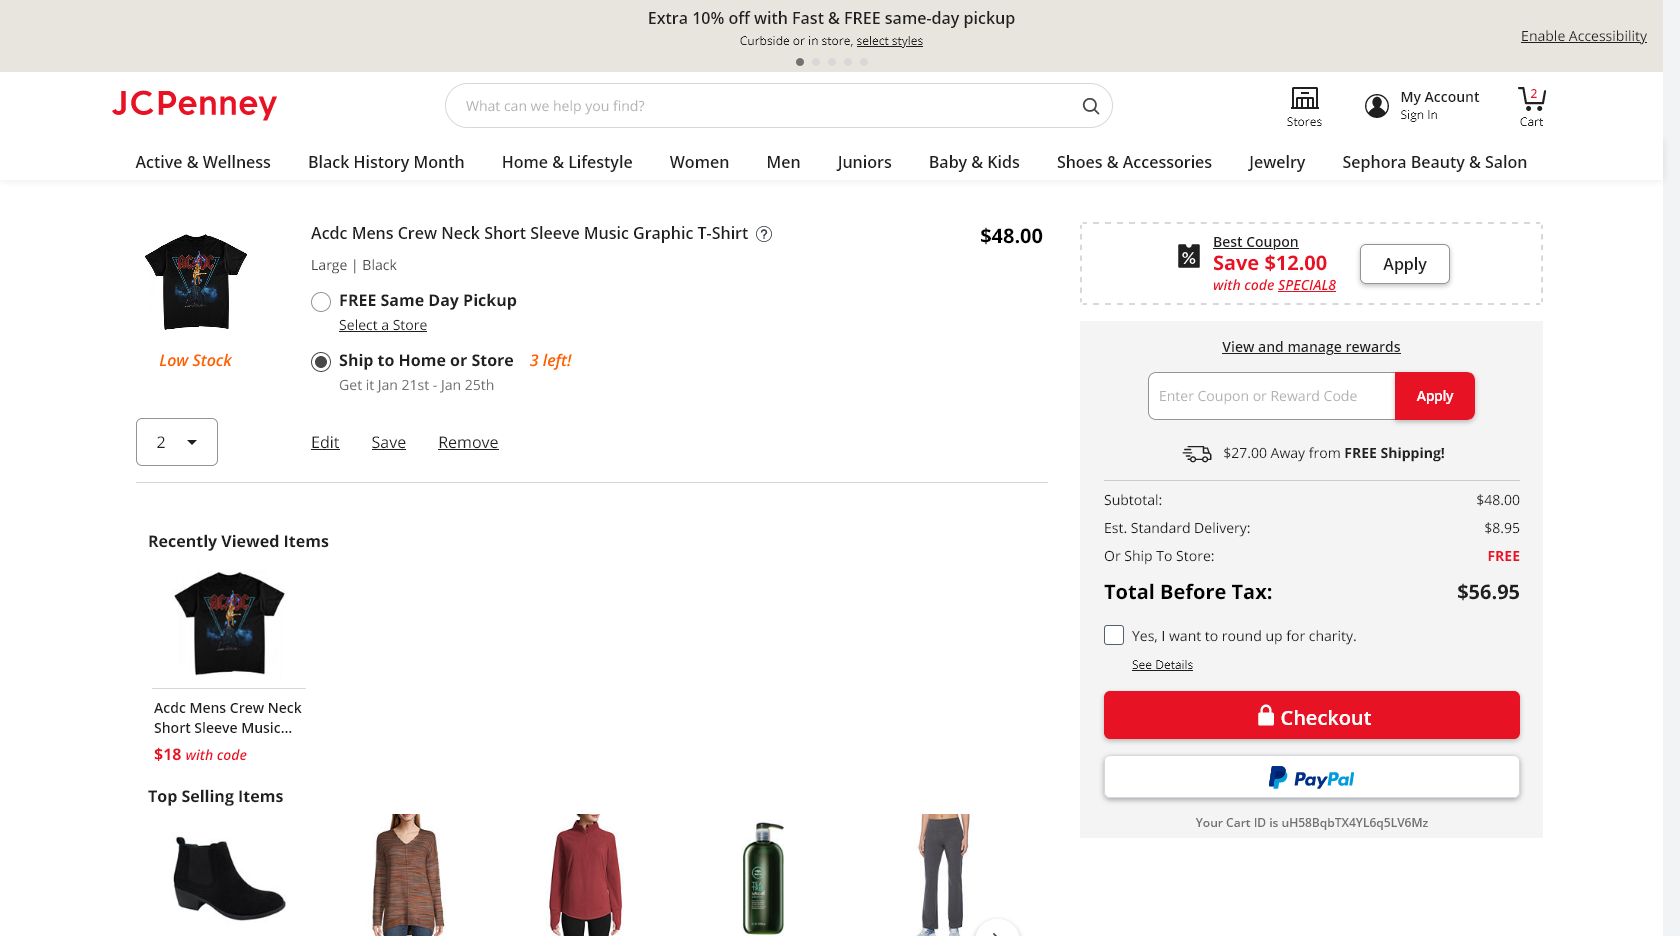 Extra 10% off with Fast & FREE same-day pickup
Curbside or in store, select styles
Enable Accessibility
JCPenney
What can we help you find?
Stores
My Account
Sign In
2
Cart
Active & Wellness
Black History Month
Home & Lifestyle
Women
Men
Juniors
Baby & Kids
Shoes & Accessories
Jewelry
Sephora Beauty & Salon
Acdc Mens Crew Neck Short Sleeve Music Graphic T-Shirt ?
$48.00
Large | Black
FREE Same Day Pickup
Select a Store
Low Stock
Ship to Home or Store 3 left!
Get it Jan 21st - Jan 25th
2
Edit
Save
Remove
Best Coupon
Save $12.00
with code SPECIAL8
Apply
View and manage rewards
Enter Coupon or Reward Code
Apply
$27.00 Away from FREE Shipping!
Subtotal: $48.00
Est. Standard Delivery: $8.95
Or Ship To Store: FREE
Total Before Tax: $56.95
Yes, I want to round up for charity.
See Details
Checkout
PayPal
Your Cart ID is uH58BqbTX4YL6q5LV6Mz
Recently Viewed Items
Acdc Mens Crew Neck
Short Sleeve Music...
$18 with code
Top Selling Items